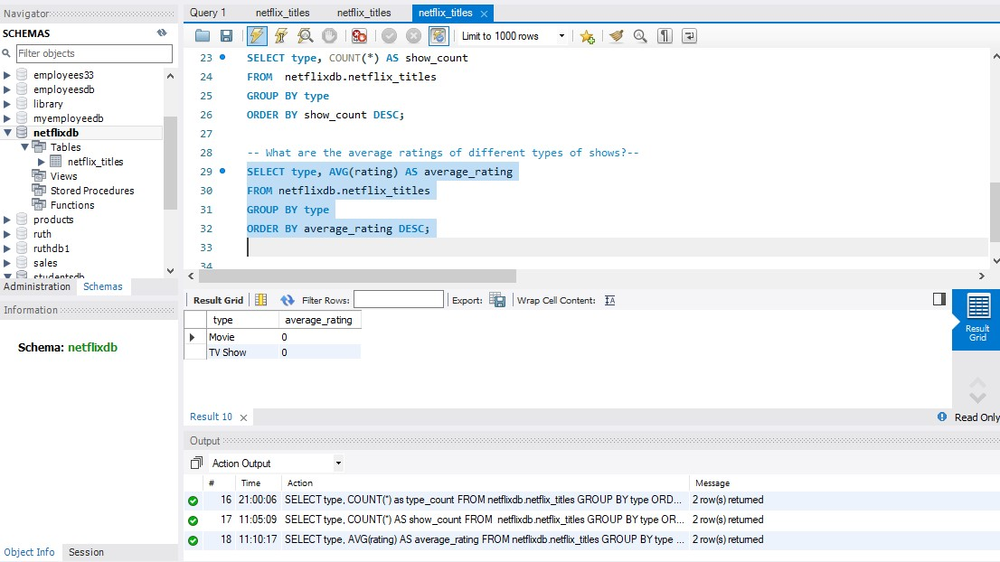 Navigator
SCHEMAS
Filter objects
employees33
employeesdb
library
myemployeedb
netflixdb
Tables
netflix_titles
Views
Stored Procedures
Functions
products
ruth
ruthdb1
sales
studentsdb
Administration Schemas
Information
Schema: netflixdb
Object Info Session
Query 1 netflix_titles netflix_titles netflix_titles
Limit to 1000 rows
23 SELECT type, COUNT(*) AS show_count
24 FROM  netflixdb.netflix_titles
25 GROUP BY type
26 ORDER BY show_count DESC;
27
28 -- What are the average ratings of different types of shows?--
29 SELECT type, AVG(rating) AS average_rating
30 FROM netflixdb.netflix_titles
31 GROUP BY type
32 ORDER BY average_rating DESC;
33
34
Result Grid Filter Rows: Export: Wrap Cell Content:
type average_rating
Movie 0
TV Show 0
Result Grid
Result 10
Read Only
Output
Action Output
# Time Action Message
16 21:00:06 SELECT type, COUNT(*) as type_count FROM netflixdb.netflix_titles GROUP BY type ORD... 2 row(s) returned
17 11:05:09 SELECT type, COUNT(*) AS show_count FROM  netflixdb.netflix_titles GROUP BY type OR... 2 row(s) returned
18 11:10:17 SELECT type, AVG(rating) AS average_rating FROM netflixdb.netflix_titles GROUP BY type ... 2 row(s) returned